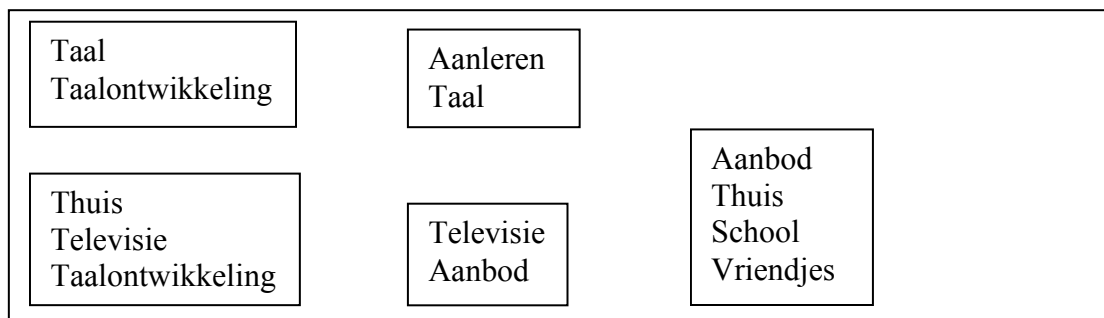 Taal
Taalontwikkeling
Aanleren
Taal
Thuis
Televisie
Taalontwikkeling
Televisie
Aanbod
Aanbod
Thuis
School
Vriendjes